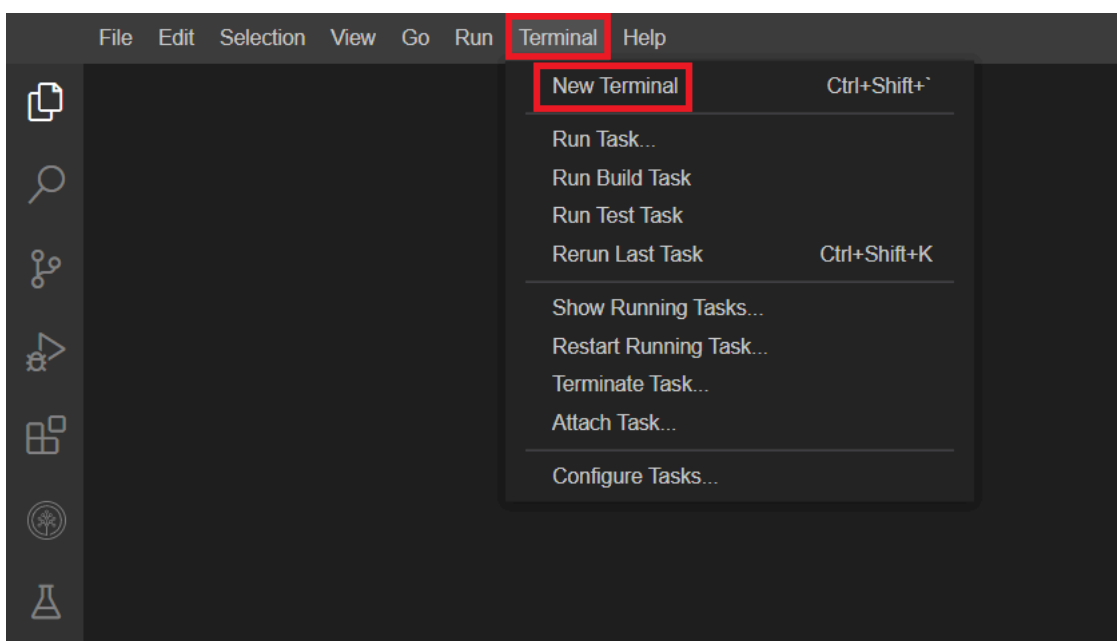 File Edit Selection View Go Run Terminal Help
New Terminal Ctrl+Shift+`
Run Task...
Run Build Task
Run Test Task
Rerun Last Task Ctrl+Shift+K
Show Running Tasks...
Restart Running Task...
Terminate Task...
Attach Task...
Configure Tasks...